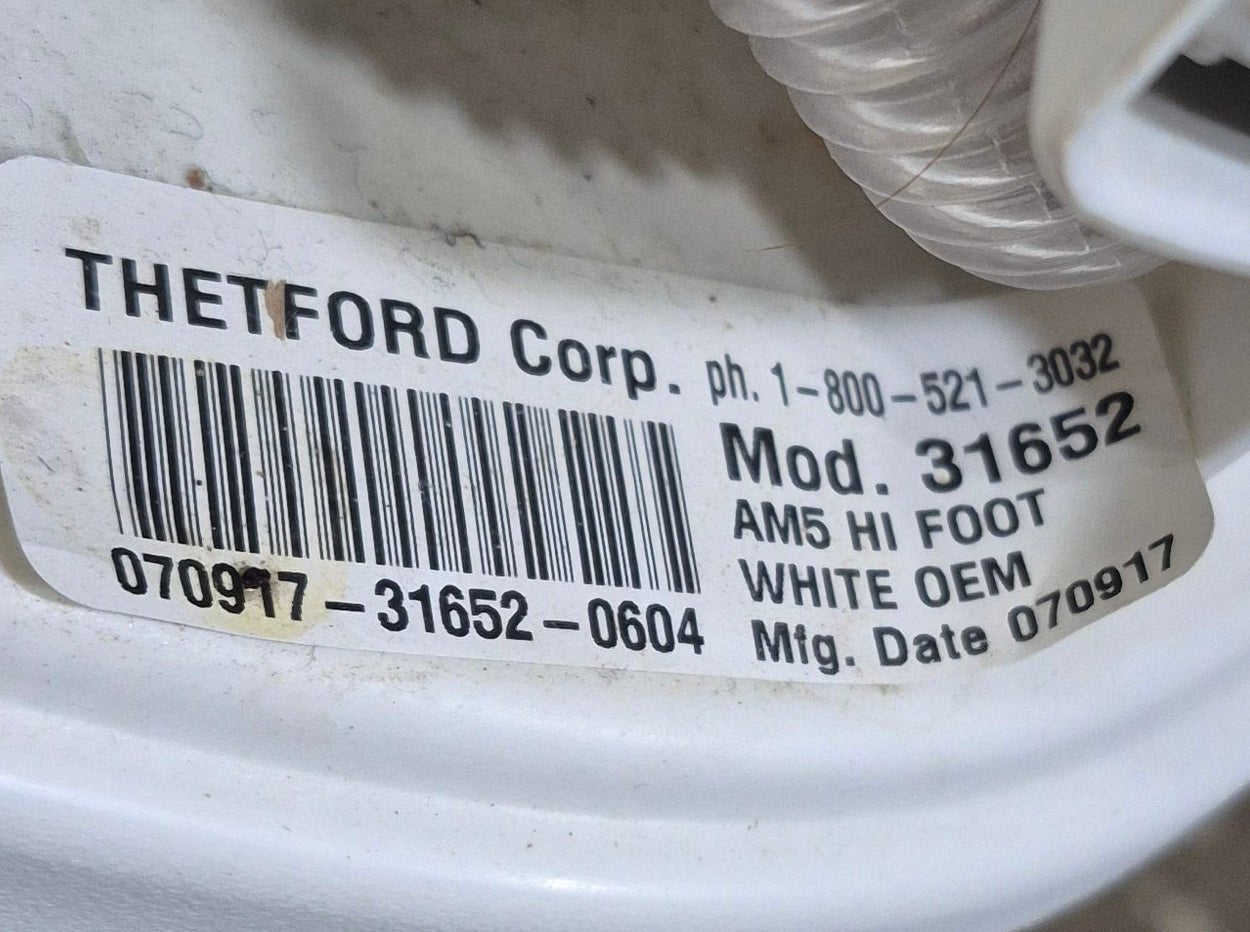 THETFORD Corp. ph. 1-800-521-3032
Mod. 31652
AM5 HI FOOT
WHITE OEM
Mfg. Date 070917
070917-31652-0604